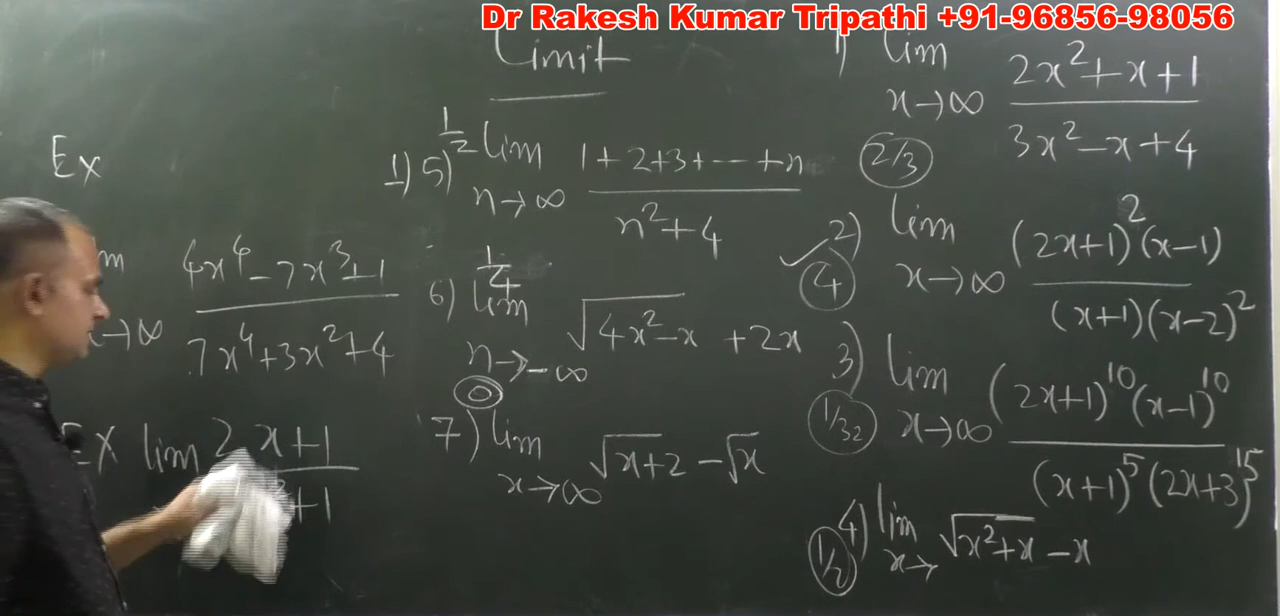 Dr Rakesh Kumar Tripathi +91-96856-98056
Limit
Ex
4x⁴ - 7x³ + 1
x→∞
7x⁴ + 3x² + 4
Ex lim 2 x + 1
+ 1
1/2
1) 5) lim 1 + 2 + 3 + --- + n
n→∞
n² + 4
1/4
6) lim √(4x² - x) + 2x
n→-∞
0
7) lim √x+2 - √x
x→∞
1) lim 2x² + x + 1
x→∞
3x² - x + 4
2/3
2) lim (2x+1)²(x-1)
x→∞
(x+1)(x-2)²
4
3) lim (2x+1)¹⁰(x-1)¹⁰
x→∞
(x+1)⁵(2x+3)¹⁵
1/32
4) lim √(x²+x) - x
x→
1/2